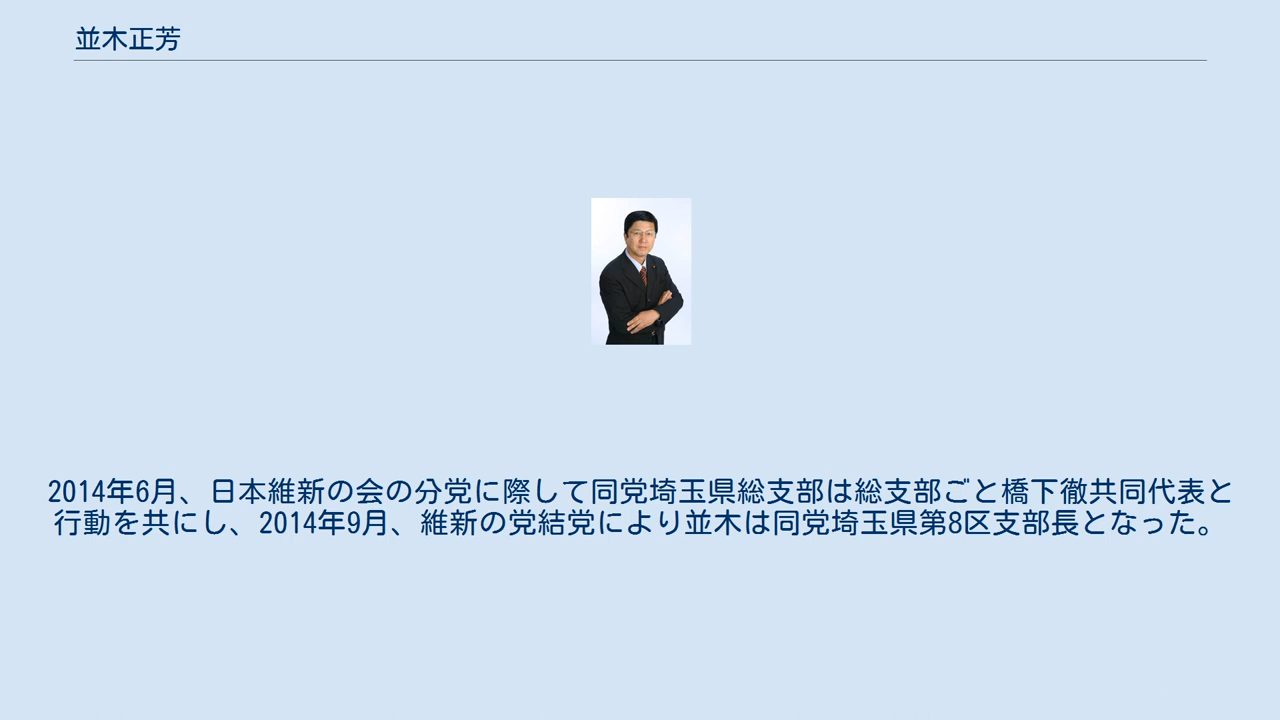 並木正芳
2014年6月、日本維新の会の分党に際して同党埼玉県総支部は総支部ごと橋下徹共同代表と
行動を共にし、2014年9月、維新の党結党により並木は同党埼玉県第8区支部長となった。